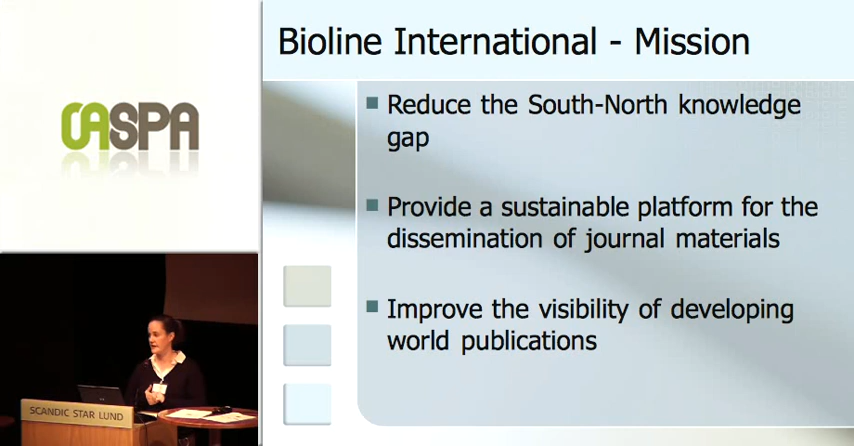 OASPA
SCANDIC STAR LUND
Bioline International - Mission
Reduce the South-North knowledge
gap
Provide a sustainable platform for the
dissemination of journal materials
Improve the visibility of developing
world publications